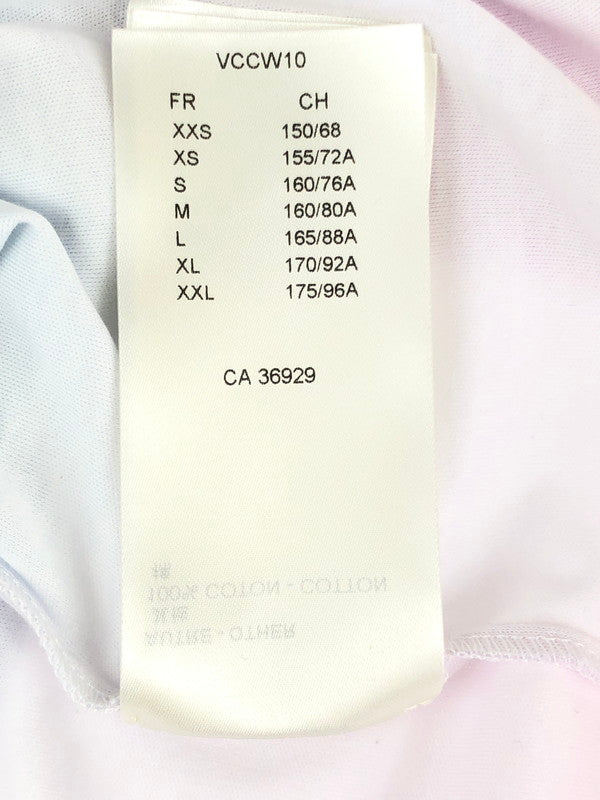 VCCW10
FR CH
XXS 150/68
XS 155/72A
S 160/76A
M 160/80A
L 165/88A
XL 170/92A
XXL 175/96A
CA 36929
棉
100% COTON - COTTON
AUTRE - OTHER